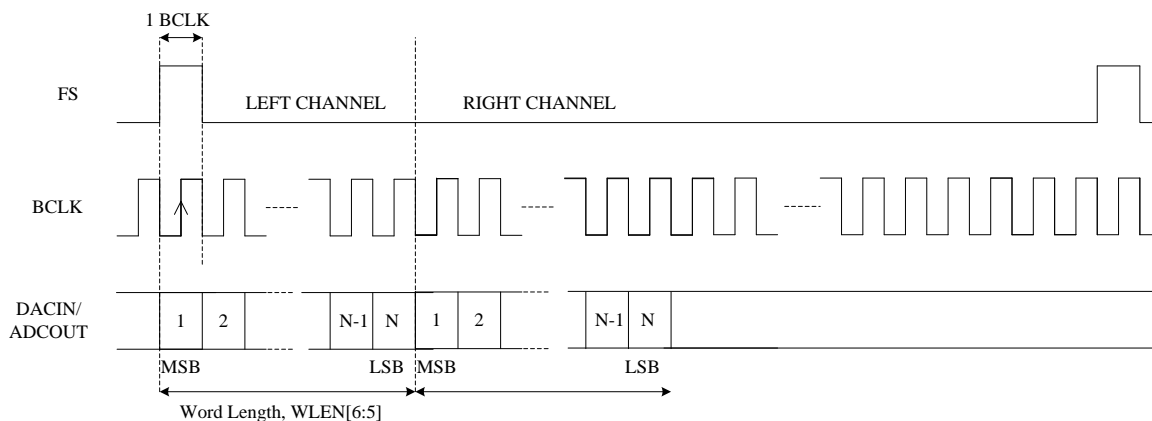 1 BCLK
FS
LEFT CHANNEL
RIGHT CHANNEL
BCLK
DACIN/
ADCOUT
1 2 N-1 N 1 2 N-1 N
MSB LSB MSB LSB
Word Length, WLEN[6:5]